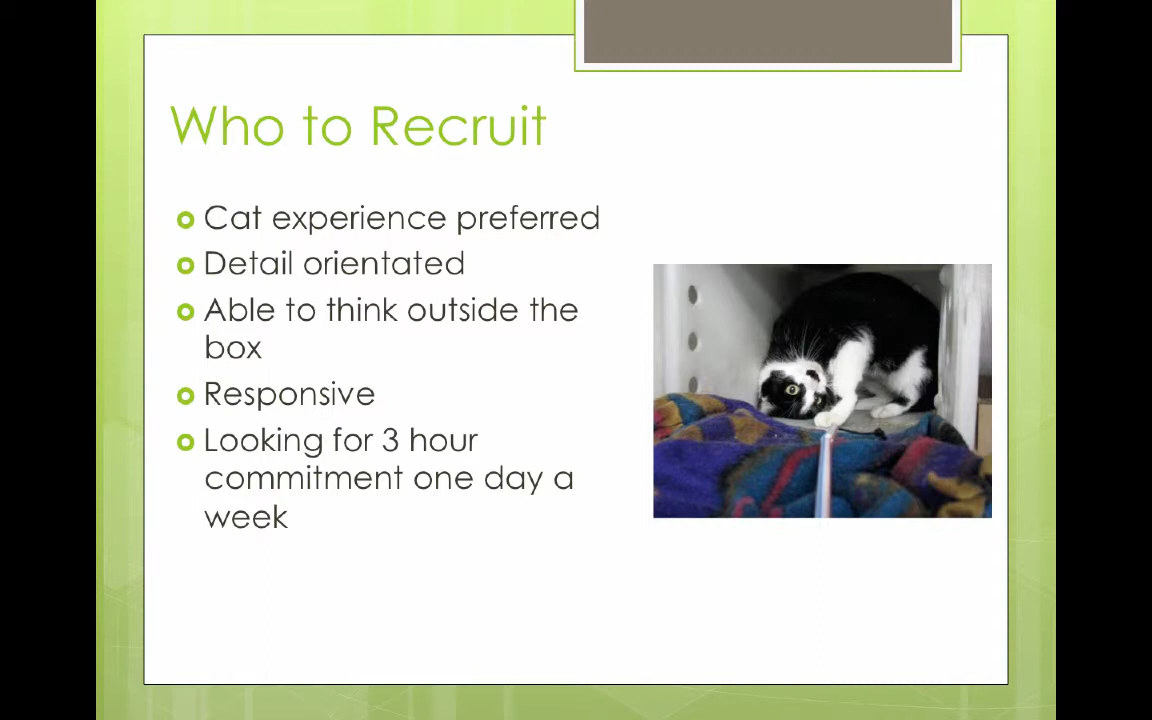 Who to Recruit
Cat experience preferred
Detail orientated
Able to think outside the
box
Responsive
Looking for 3 hour
commitment one day a
week